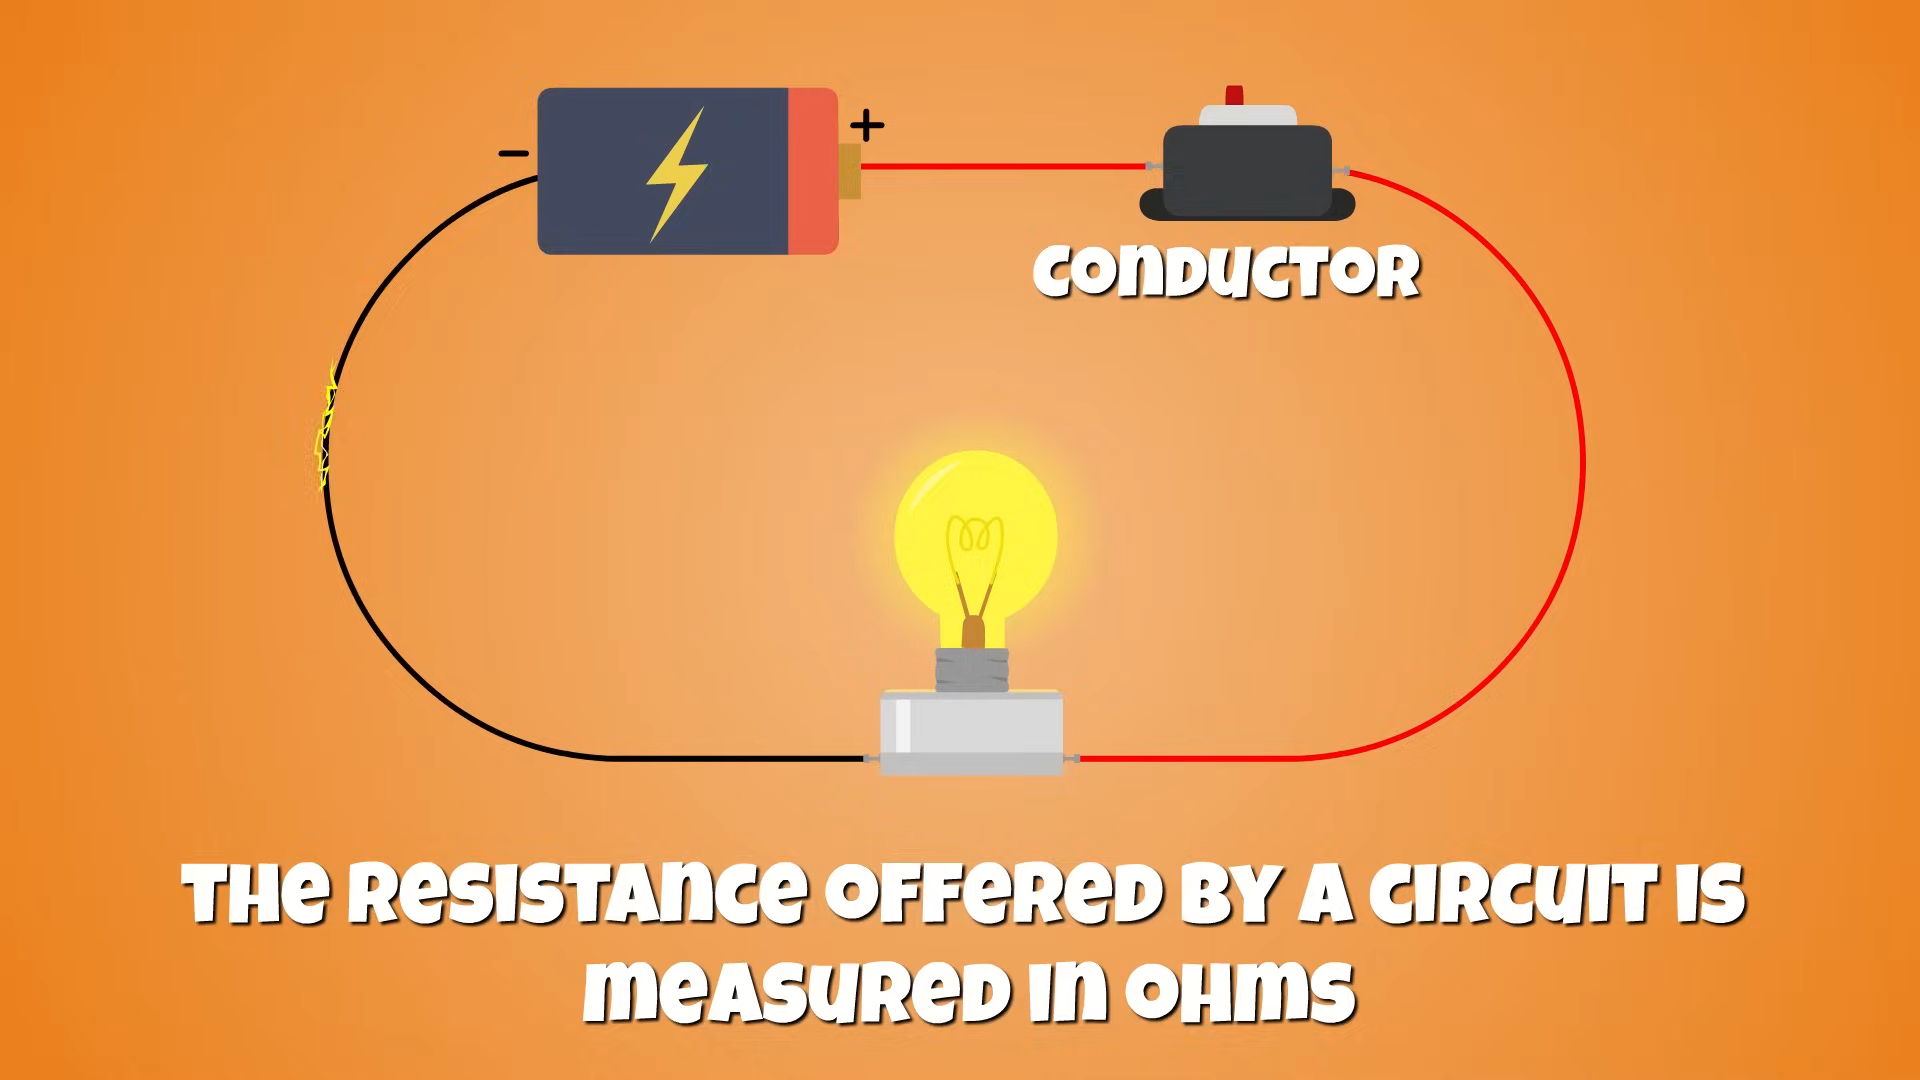 − +
CONDUCTOR
THE RESISTANCE OFFERED BY A CIRCUIT IS
MEASURED IN OHMS